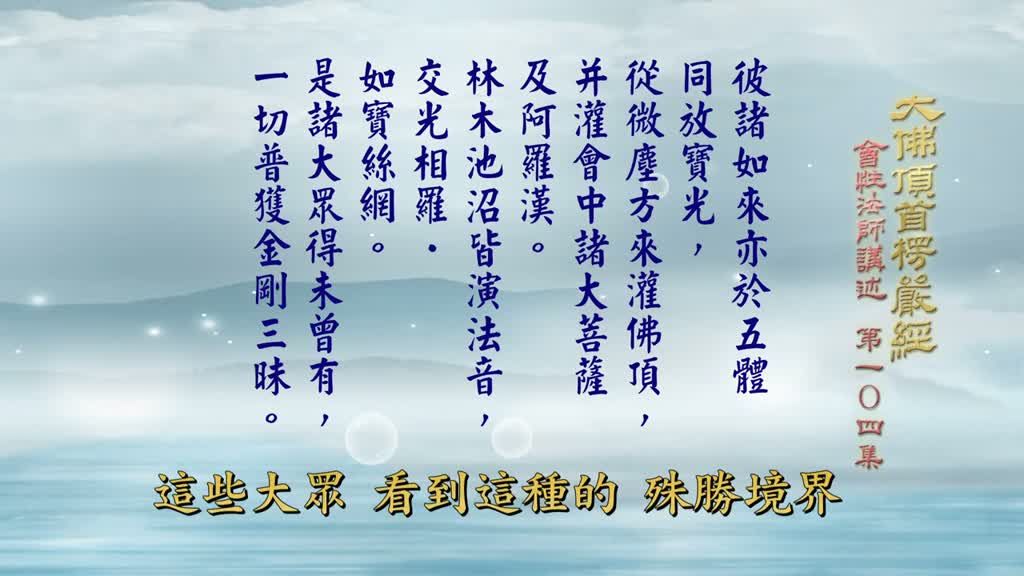 大佛頂首楞嚴經
會性法師講述 第一〇四集
彼諸如來亦於五體
同放寶光，
從微塵方來灌佛頂，
并灌會中諸大菩薩
及阿羅漢。
林木池沼皆演法音，
交光相羅．
如寶絲網。
是諸大眾得未曾有，
一切普獲金剛三昧。
這些大眾 看到這種的 殊勝境界